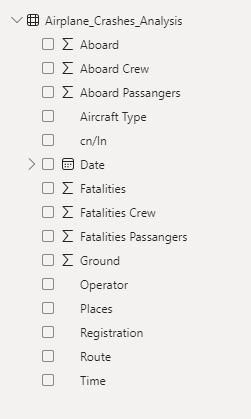 Airplane_Crashes_Analysis
Aboard
Aboard Crew
Aboard Passangers
Aircraft Type
cn/ln
Date
Fatalities
Fatalities Crew
Fatalities Passangers
Ground
Operator
Places
Registration
Route
Time